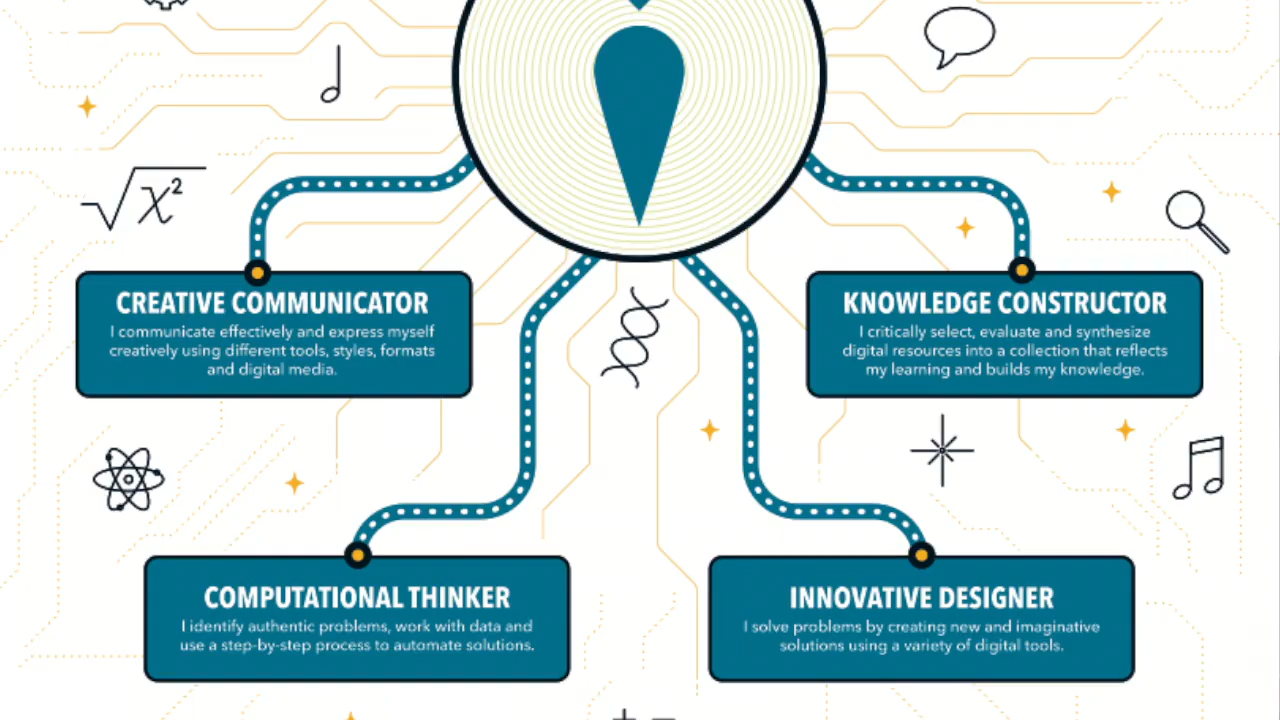 √χ²
CREATIVE COMMUNICATOR
I communicate effectively and express myself
creatively using different tools, styles, formats
and digital media.
KNOWLEDGE CONSTRUCTOR
I critically select, evaluate and synthesize
digital resources into a collection that reflects
my learning and builds my knowledge.
COMPUTATIONAL THINKER
I identify authentic problems, work with data and
use a step-by-step process to automate solutions.
INNOVATIVE DESIGNER
I solve problems by creating new and imaginative
solutions using a variety of digital tools.